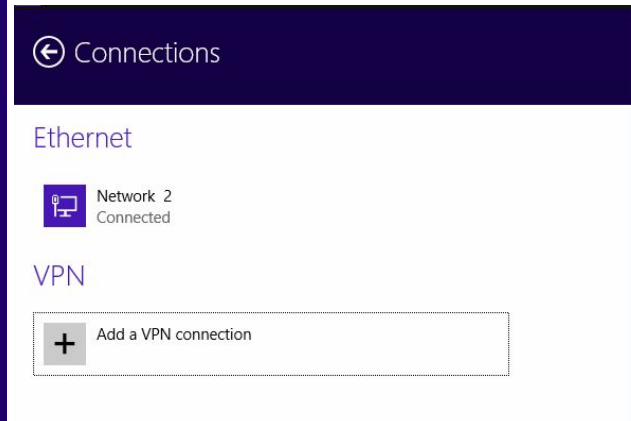 Connections
Ethernet
Network 2
Connected
VPN
Add a VPN connection